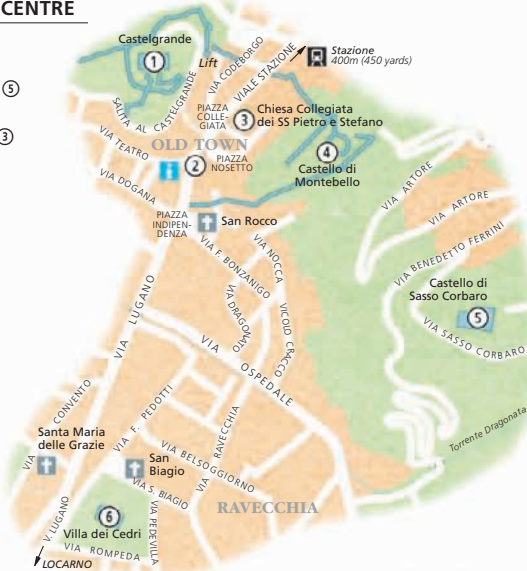 CENTRE
Castelgrande
1
Lift
VIA CODEBORGO
VIALE STAZIONE
Stazione
400m (450 yards)
5
3
SALITA AL CASTELGRANDE
PIAZZA
COLLE-
GIATA
3
Chiesa Collegiata
dei SS Pietro e Stefano
VIA TEATRO
OLD TOWN
2
PIAZZA
NOSETTO
4
Castello di
Montebello
VIA DOGANA
PIAZZA
INDIPEN-
DENZA
San Rocco
VIA ARTORE
VIA ARTORE
VIA BENEDETTO FERRINI
VIA F. BONZANIGO
VIA NOCCA
VIA DRAGONATO
VICOLO CRACCO
Castello di
Sasso Corbaro
5
VIA SASSO CORBARO
VIA LUGANO
VIA OSPEDALE
VIA CONVENTO
VIA F. PEDOTTI
VIA RAVECCHIA
Torrente Dragonata
Santa Maria
delle Grazie
San
Biagio
VIA BELSOGGIORNO
VIA S. BIAGIO
RAVECCHIA
6
Villa dei Cedri
VIA PEDEVILLA
V. LUGANO
VIA ROMPEDA
LOCARNO